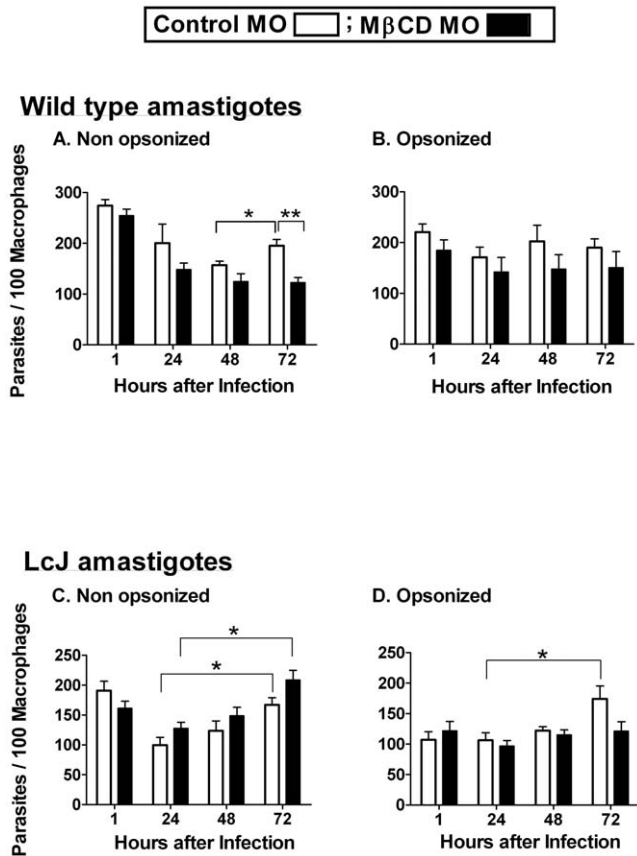 Control MO ; MβCD MO
Wild type amastigotes
A. Non opsonized
B. Opsonized
Parasites / 100 Macrophages
300
200
100
0
*
**
1 24 48 72
Hours after Infection
300
200
100
0
1 24 48 72
Hours after Infection
LcJ amastigotes
C. Non opsonized
D. Opsonized
Parasites / 100 Macrophages
250
200
150
100
50
0
*
*
1 24 48 72
Hours after Infection
250
200
150
100
50
0
*
1 24 48 72
Hours after Infection